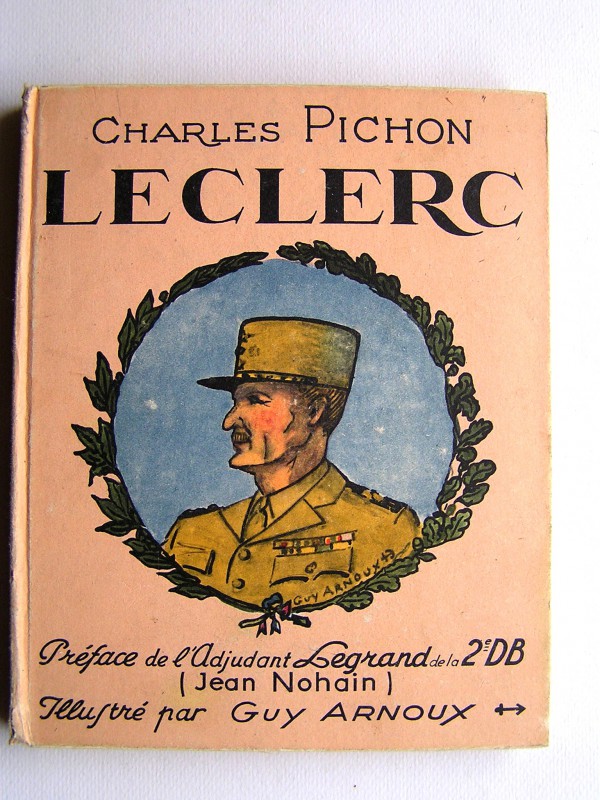 CHARLES PICHON
LECLERC
GUY ARNOUX
Préface de l'Adjudant Legrand de la 2e DB
(Jean Nohain)
Illustré par GUY ARNOUX